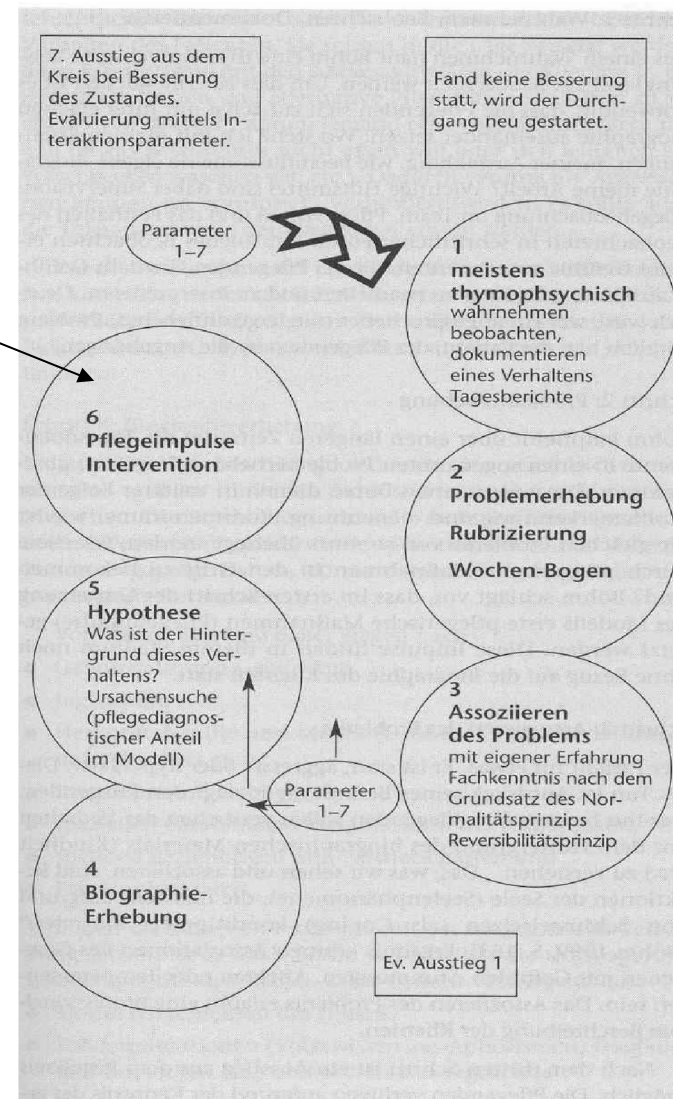 7. Ausstieg aus dem
Kreis bei Besserung
des Zustandes.
Evaluierung mittels In-
teraktionsparameter.
Fand keine Besserung
statt, wird der Durch-
gang neu gestartet.
Parameter
1-7
1
meistens
thymophsychisch
wahrnehmen
beobachten
dokumentieren
eines Verhaltens
Tagesberichte
2
Problemerhebung
Rubrizierung
Wochen-Bogen
3
Assoziieren
des Problems
mit eigener Erfahrung
Fachkenntnis nach dem
Grundsatz des Nor-
malitätsprinzips
Reversibilitätsprinzip
Ev. Ausstieg 1
4
Biographie-
Erhebung
Parameter
1-7
5
Hypothese
Was ist der Hinter-
grund dieses Ver-
haltens?
Ursachensuche
(pflegediagnos-
tischer Anteil
im Modell)
6
Pflegeimpulse
Intervention